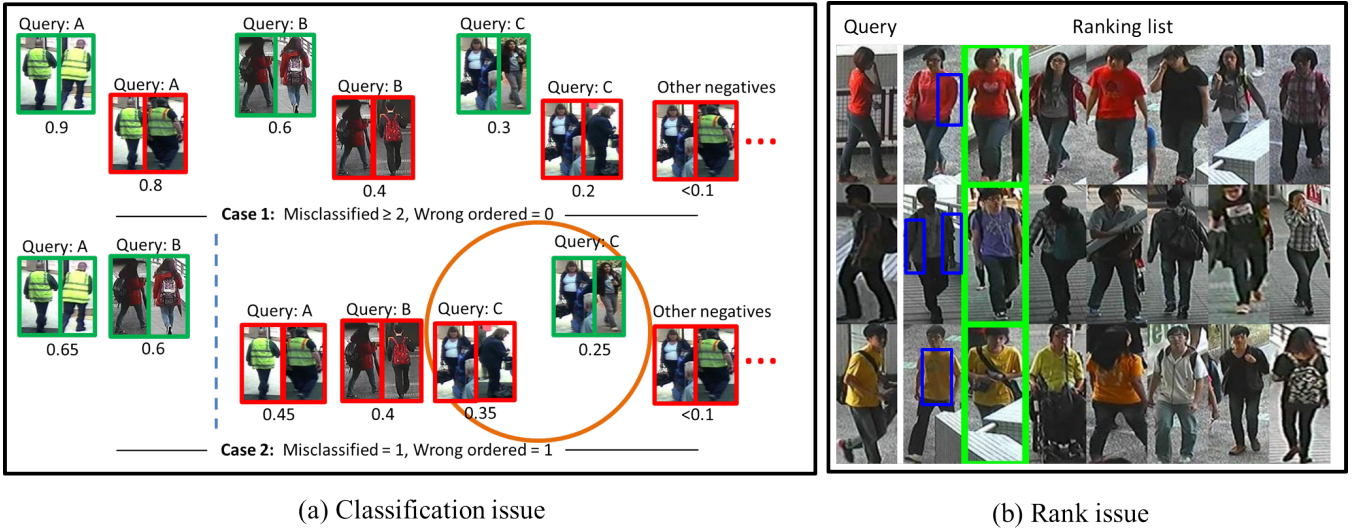 Query: A
Query: B
Query: C
Query: A
Query: B
Query: C
Other negatives
0.9
0.6
0.3
0.8
0.4
0.2
<0.1
Case 1: Misclassified ≥ 2, Wrong ordered = 0
Query: A
Query: B
Query: C
Query: A
Query: B
Query: C
Other negatives
0.65
0.6
0.25
0.45
0.4
0.35
<0.1
Case 2: Misclassified = 1, Wrong ordered = 1
(a) Classification issue
Query
Ranking list
(b) Rank issue